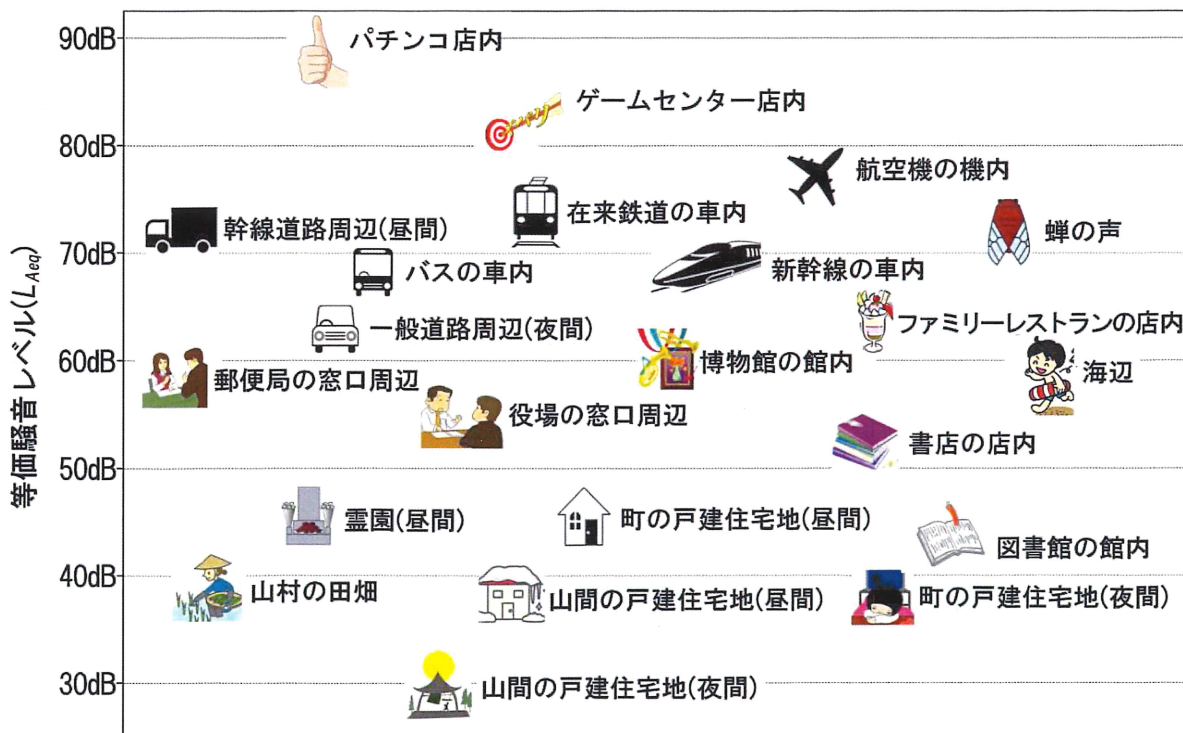 等価騒音レベル(LAeq)
90dB
パチンコ店内
ゲームセンター店内
80dB
航空機の機内
在来鉄道の車内
幹線道路周辺(昼間)
蝉の声
70dB
バスの車内
新幹線の車内
一般道路周辺(夜間)
ファミリーレストランの店内
60dB
博物館の館内
郵便局の窓口周辺
海辺
役場の窓口周辺
書店の店内
50dB
霊園(昼間)
町の戸建住宅地(昼間)
図書館の館内
40dB
山村の田畑
山間の戸建住宅地(昼間)
町の戸建住宅地(夜間)
30dB
山間の戸建住宅地(夜間)